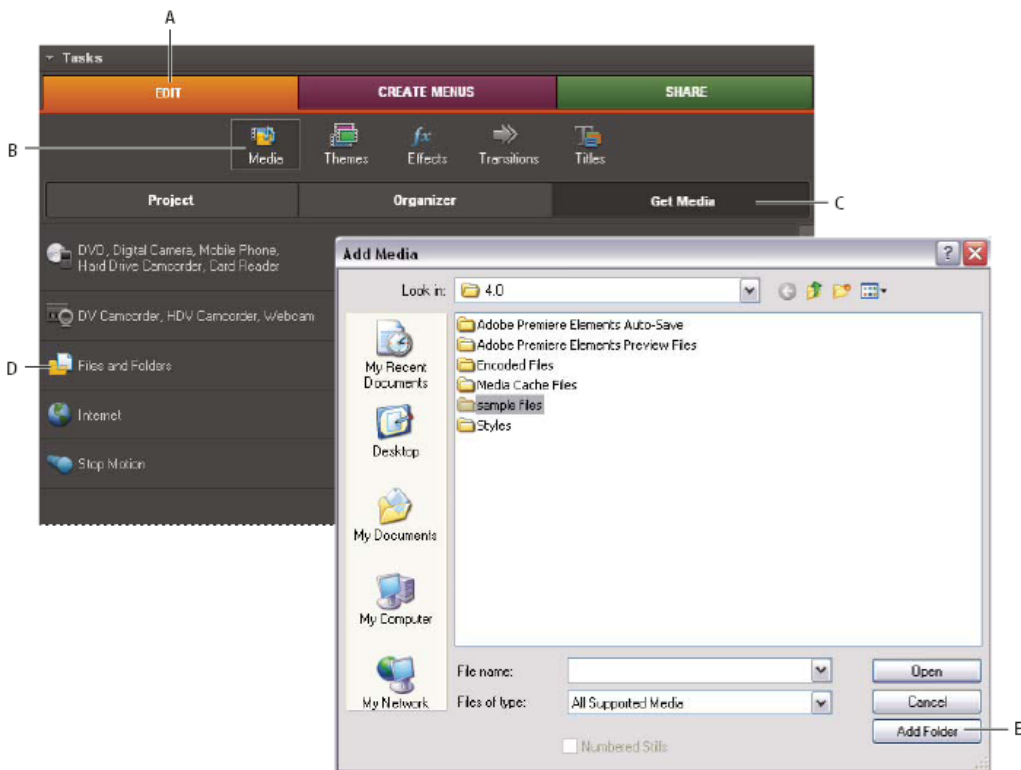 A
Tasks
EDIT
CREATE MENUS
SHARE
B
Media
Themes
Effects
Transitions
Titles
Project
Organizer
Get Media
C
DVD, Digital Camera, Mobile Phone,
Hard Drive Camcorder, Card Reader
DV Camcorder, HDV Camcorder, Webcam
D
Files and Folders
Internet
Stop Motion
Add Media
Look in:
4.0
My Recent
Documents
Desktop
My Documents
My Computer
My Network
Adobe Premiere Elements Auto-Save
Adobe Premiere Elements Preview Files
Encoded Files
Media Cache Files
sample files
Styles
File name:
Open
Files of type:
All Supported Media
Cancel
Add Folder
E
Numbered Stills